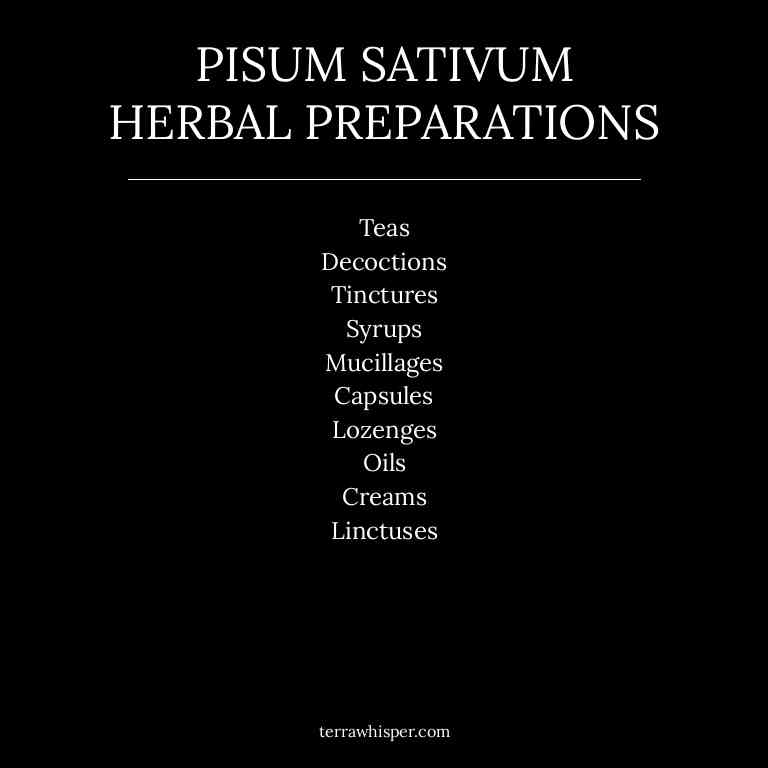 PISUM SATIVUM
HERBAL PREPARATIONS
Teas
Decoctions
Tinctures
Syrups
Mucillages
Capsules
Lozenges
Oils
Creams
Linctuses
terrawhisper.com